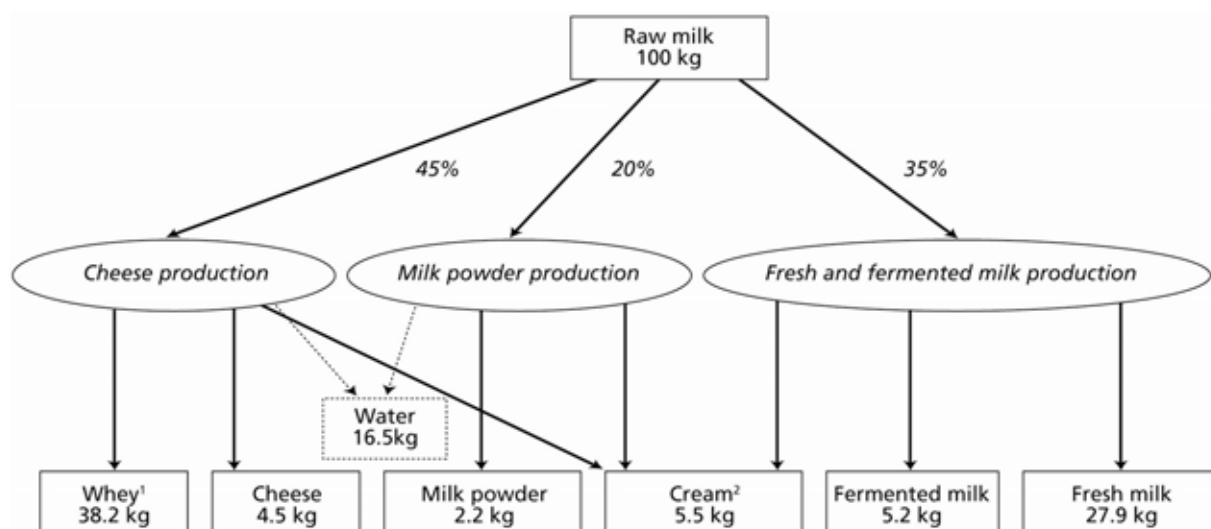 Raw milk
100 kg
45%
20%
35%
Cheese production
Milk powder production
Fresh and fermented milk production
Water
16.5kg
Whey¹
38.2 kg
Cheese
4.5 kg
Milk powder
2.2 kg
Cream²
5.5 kg
Fermented milk
5.2 kg
Fresh milk
27.9 kg